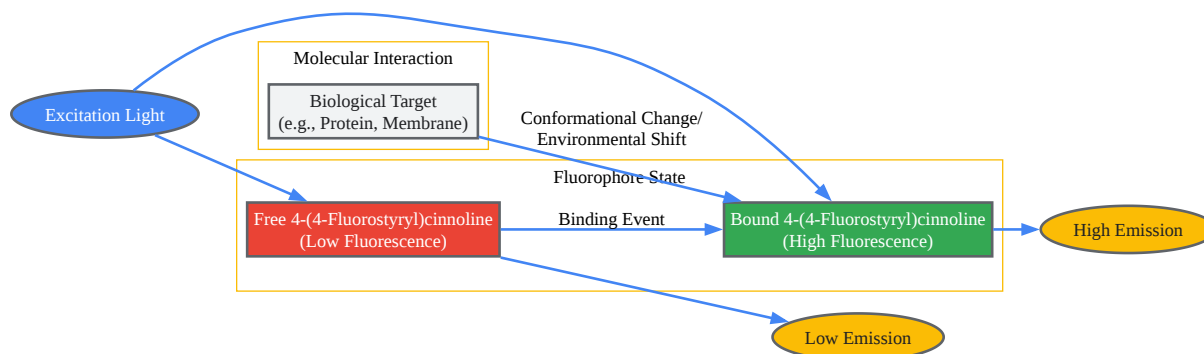 Molecular Interaction
Excitation Light
Biological Target
(e.g., Protein, Membrane)
Conformational Change/
Environmental Shift
Fluorophore State
Free 4-(4-Fluorostyryl)cinnoline
(Low Fluorescence)
Binding Event
Bound 4-(4-Fluorostyryl)cinnoline
(High Fluorescence)
High Emission
Low Emission